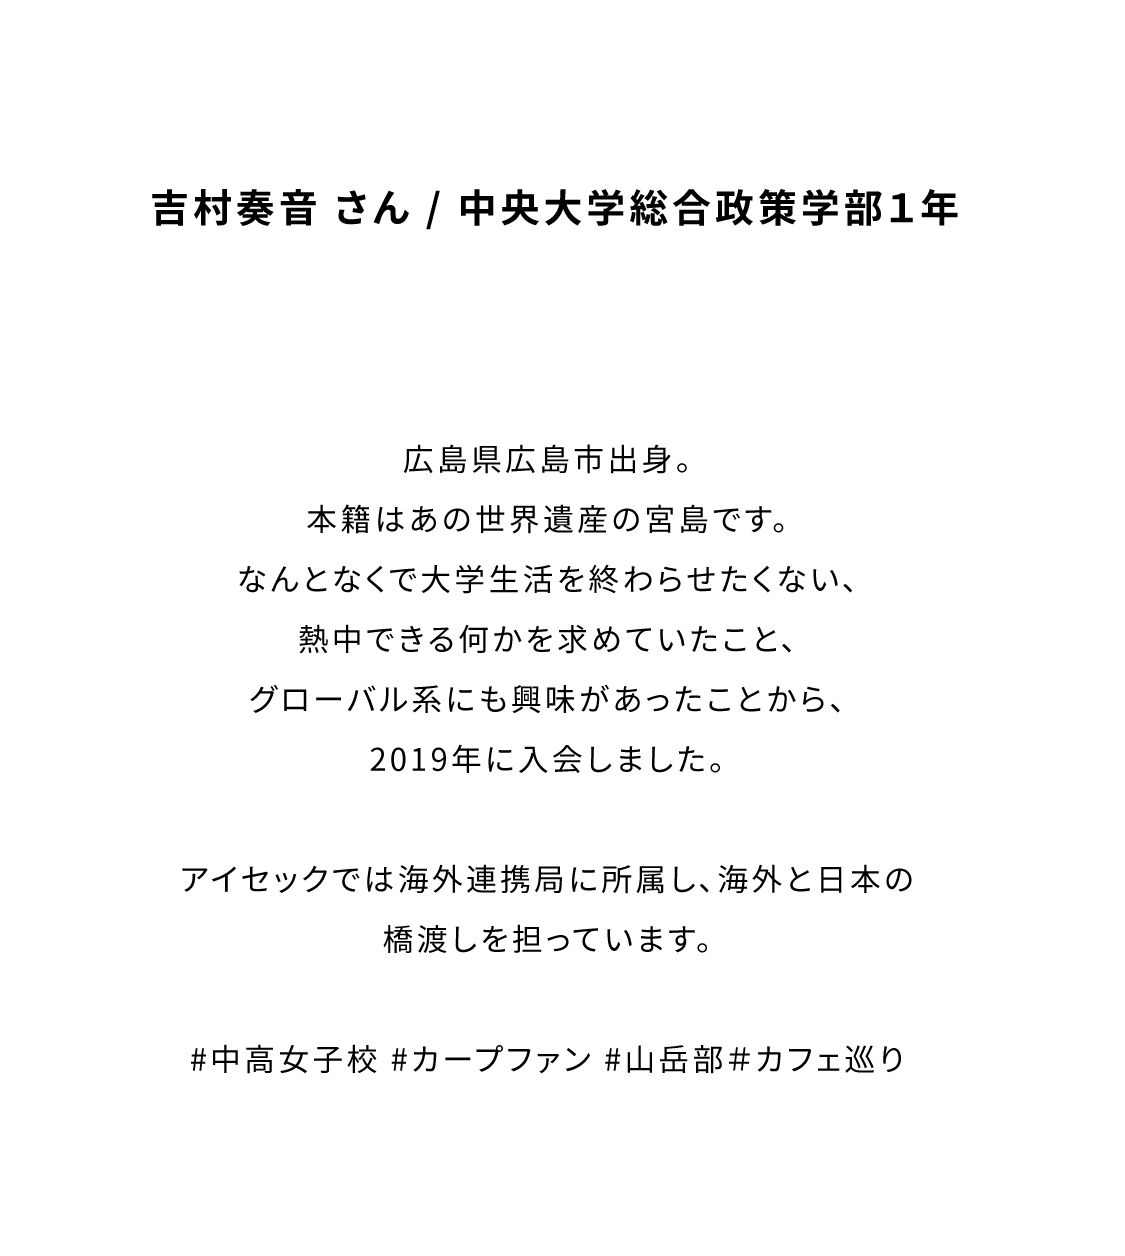 吉村奏音 さん / 中央大学総合政策学部１年
広島県広島市出身。
本籍はあの世界遺産の宮島です。
なんとなくで大学生活を終わらせたくない、
熱中できる何かを求めていたこと、
グローバル系にも興味があったことから、
2019年に入会しました。
アイセックでは海外連携局に所属し、海外と日本の
橋渡しを担っています。
#中高女子校 #カープファン #山岳部＃カフェ巡り